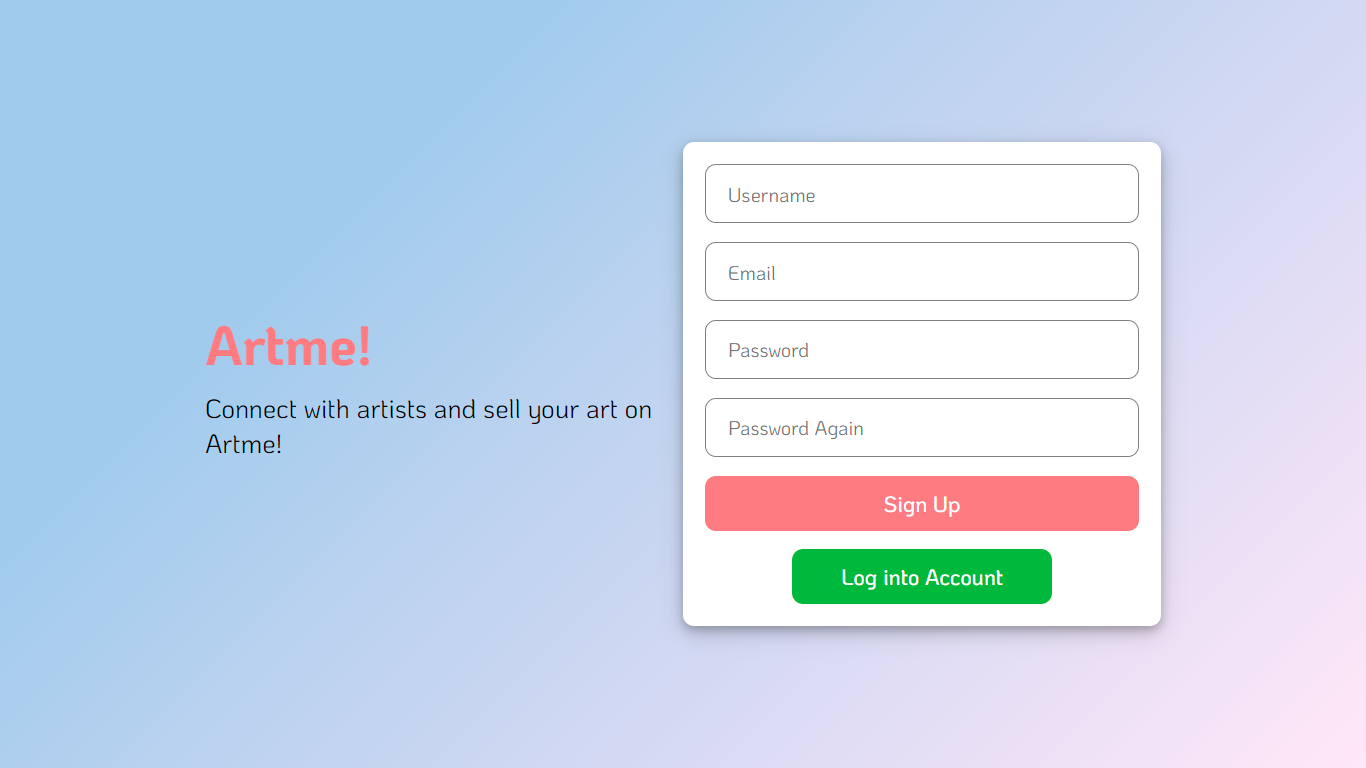 Artme!
Connect with artists and sell your art on
Artme!
Username
Email
Password
Password Again
Sign Up
Log into Account